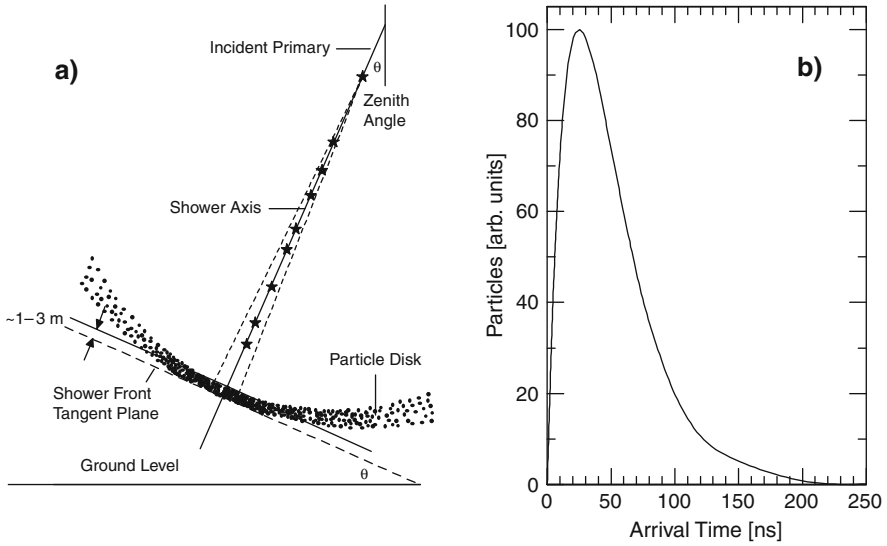 a)
Incident Primary
θ
Zenith
Angle
Shower Axis
~1–3 m
Particle Disk
Shower Front
Tangent Plane
Ground Level
θ
b)
Particles [arb. units]
100
80
60
40
20
0
0
50
100
150
200
250
Arrival Time [ns]